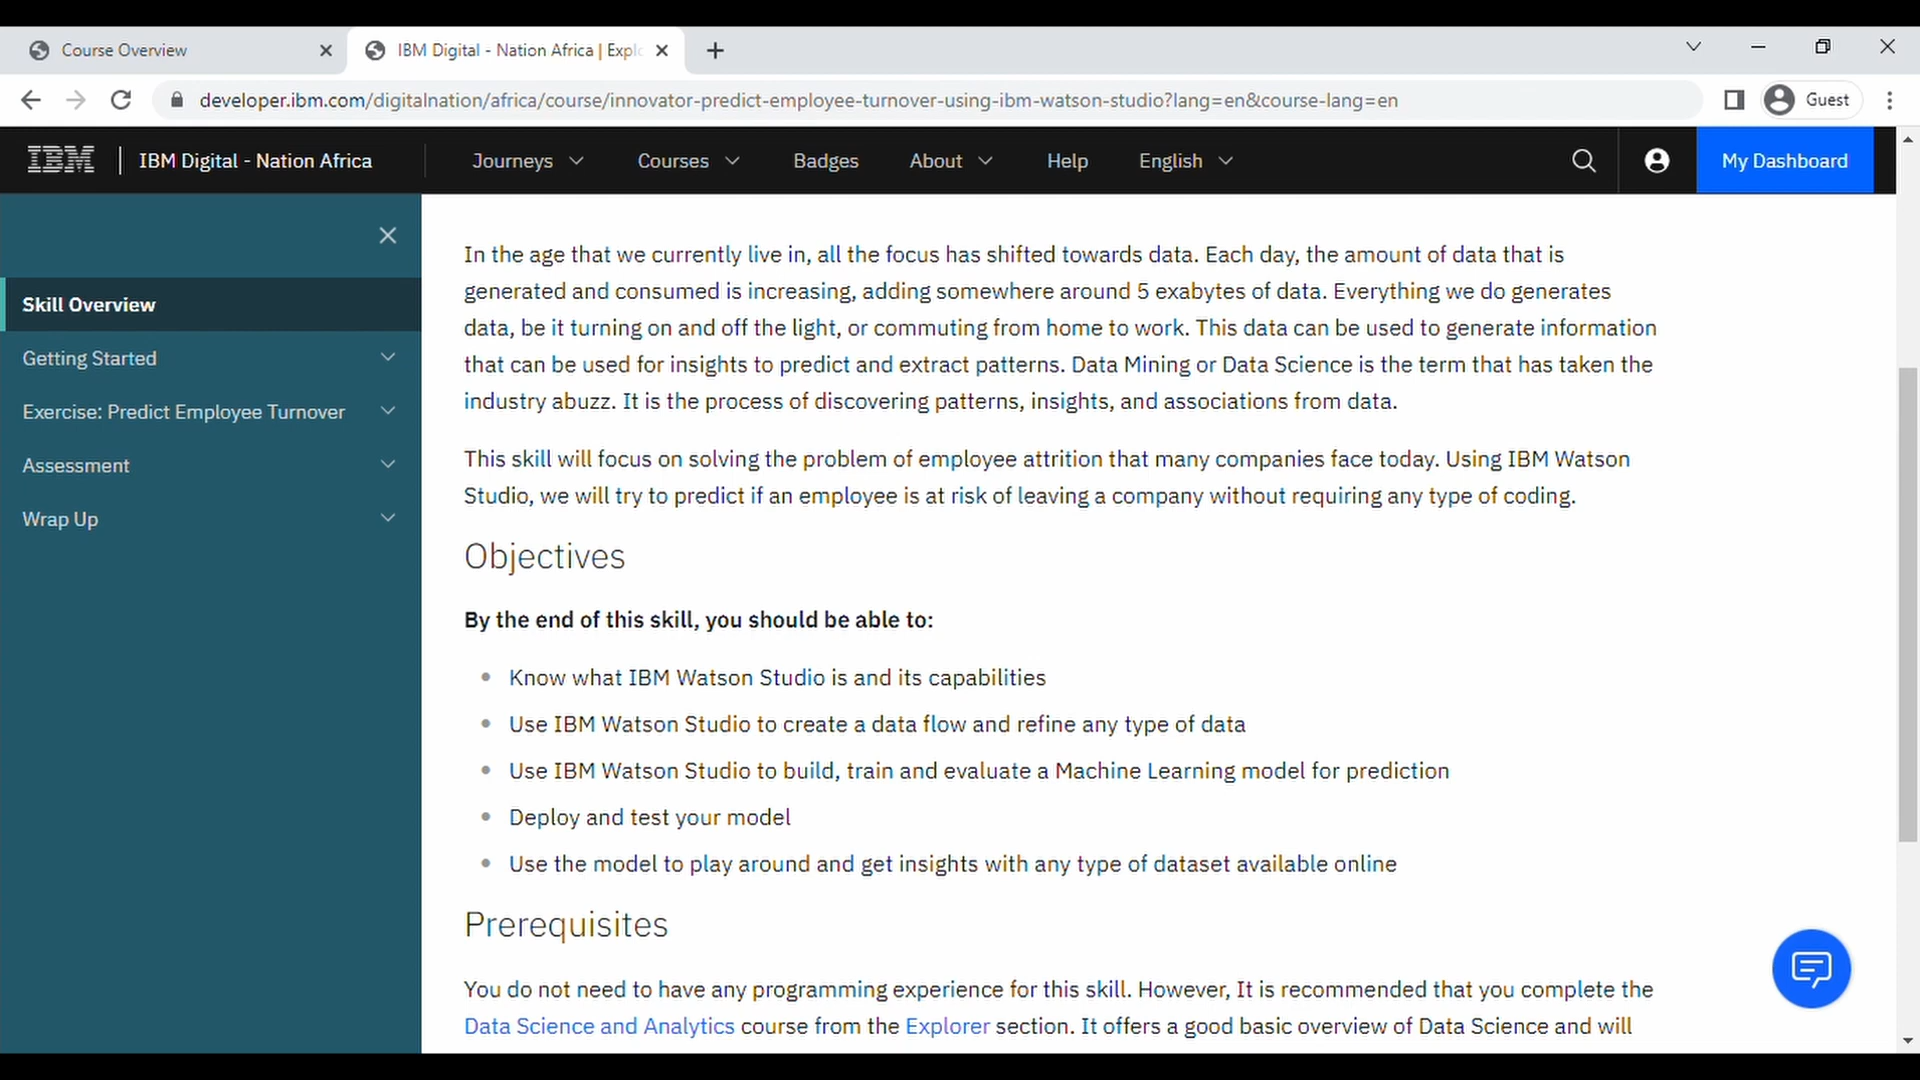 Course Overview
IBM Digital - Nation Africa | Expl
developer.ibm.com/digitalnation/africa/course/innovator-predict-employee-turnover-using-ibm-watson-studio?lang=en&course-lang=en
Guest
IBM
IBM Digital - Nation Africa
Journeys
Courses
Badges
About
Help
English
My Dashboard
Skill Overview
Getting Started
Exercise: Predict Employee Turnover
Assessment
Wrap Up
In the age that we currently live in, all the focus has shifted towards data. Each day, the amount of data that is
generated and consumed is increasing, adding somewhere around 5 exabytes of data. Everything we do generates
data, be it turning on and off the light, or commuting from home to work. This data can be used to generate information
that can be used for insights to predict and extract patterns. Data Mining or Data Science is the term that has taken the
industry abuzz. It is the process of discovering patterns, insights, and associations from data.
This skill will focus on solving the problem of employee attrition that many companies face today. Using IBM Watson
Studio, we will try to predict if an employee is at risk of leaving a company without requiring any type of coding.
Objectives
By the end of this skill, you should be able to:
Know what IBM Watson Studio is and its capabilities
Use IBM Watson Studio to create a data flow and refine any type of data
Use IBM Watson Studio to build, train and evaluate a Machine Learning model for prediction
Deploy and test your model
Use the model to play around and get insights with any type of dataset available online
Prerequisites
You do not need to have any programming experience for this skill. However, It is recommended that you complete the
Data Science and Analytics course from the Explorer section. It offers a good basic overview of Data Science and will